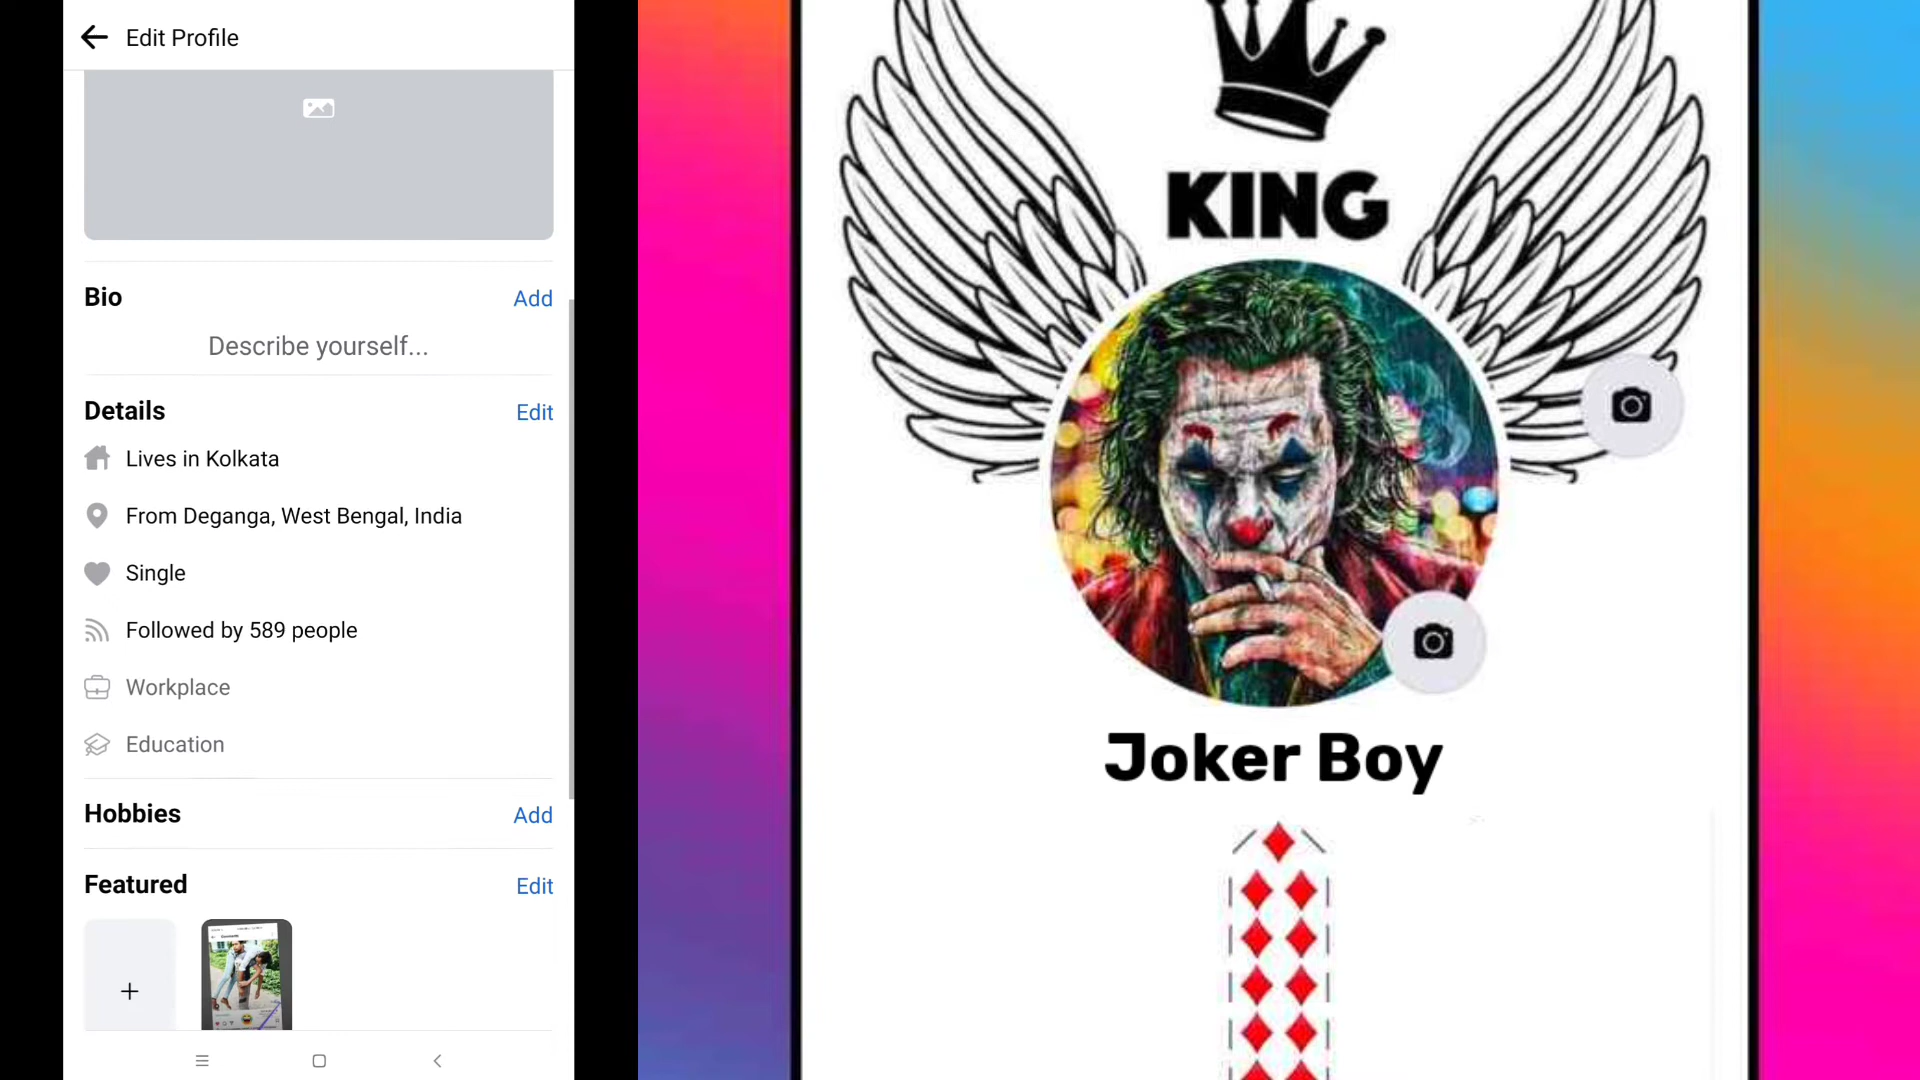 Edit Profile
Bio
Add
Describe yourself...
Details
Edit
Lives in Kolkata
From Deganga, West Bengal, India
Single
Followed by 589 people
Workplace
Education
Hobbies
Add
Featured
Edit
KING
Joker Boy